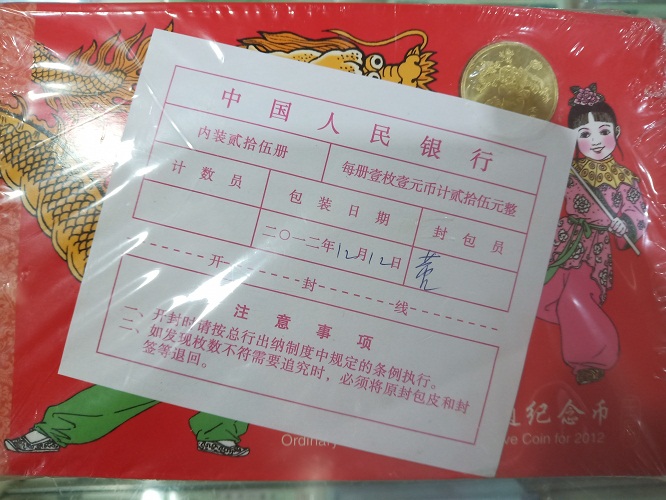 中国人民银行
内装贰拾伍册 每册壹枚壹元币计贰拾伍元整
计数员 包装日期 封包员
二〇一二年12月12日
开封线
注意事项
一、开封时请按总行出纳制度中规定的条例执行。
二、如发现枚数不符需要追究时，必须将原封包皮和封
签等退回。
纪念币
Ordinary
ve Coin for 2012